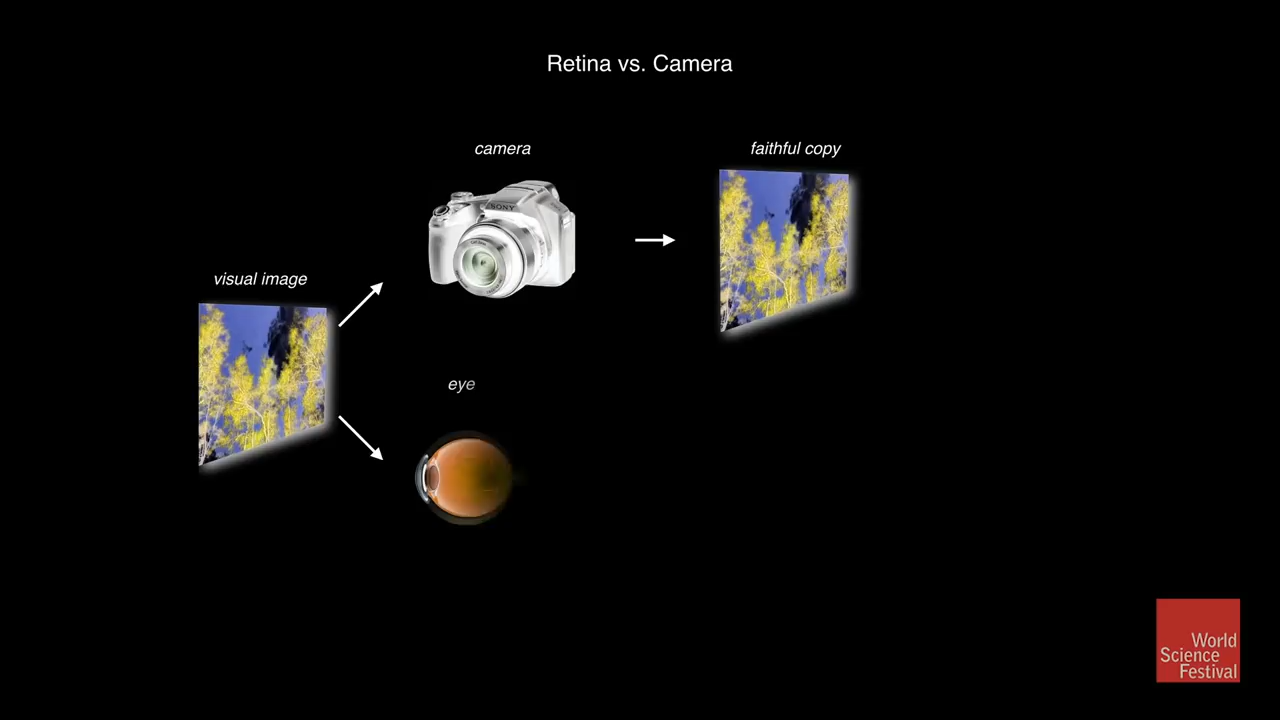 Retina vs. Camera
camera
faithful copy
SONY
visual image
eye
World
Science
Festival